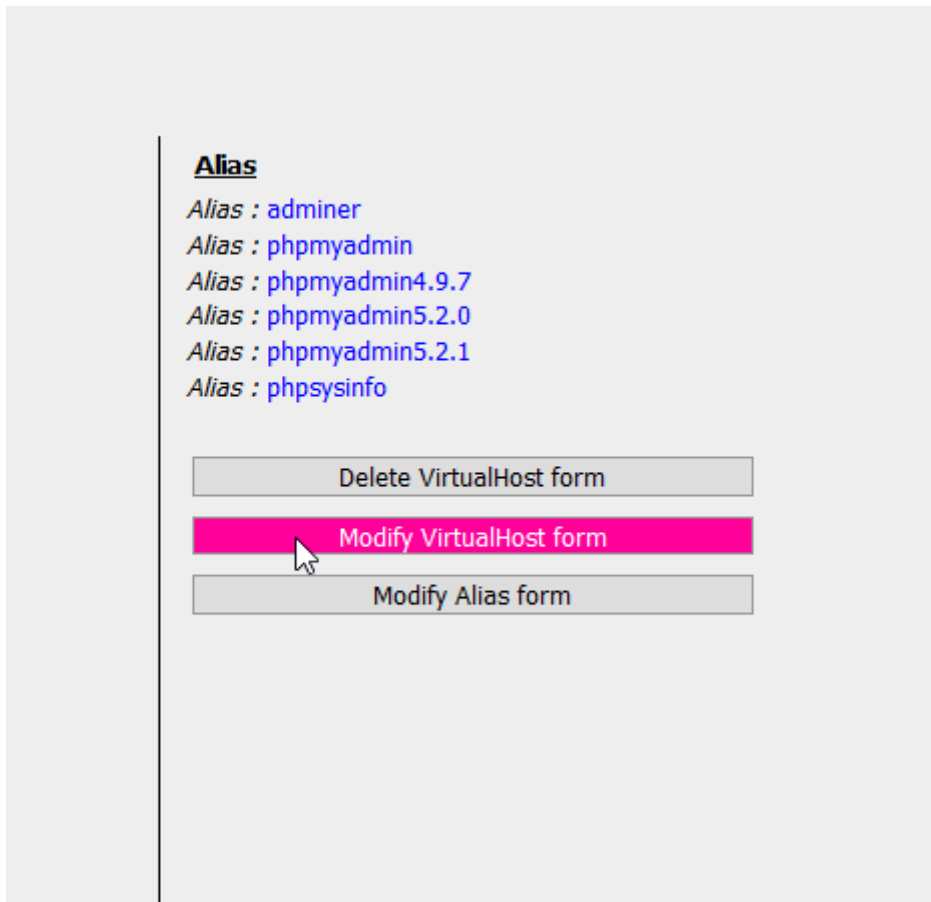 Alias
Alias : adminer
Alias : phpmyadmin
Alias : phpmyadmin4.9.7
Alias : phpmyadmin5.2.0
Alias : phpmyadmin5.2.1
Alias : phpsysinfo
Delete VirtualHost form
Modify VirtualHost form
Modify Alias form